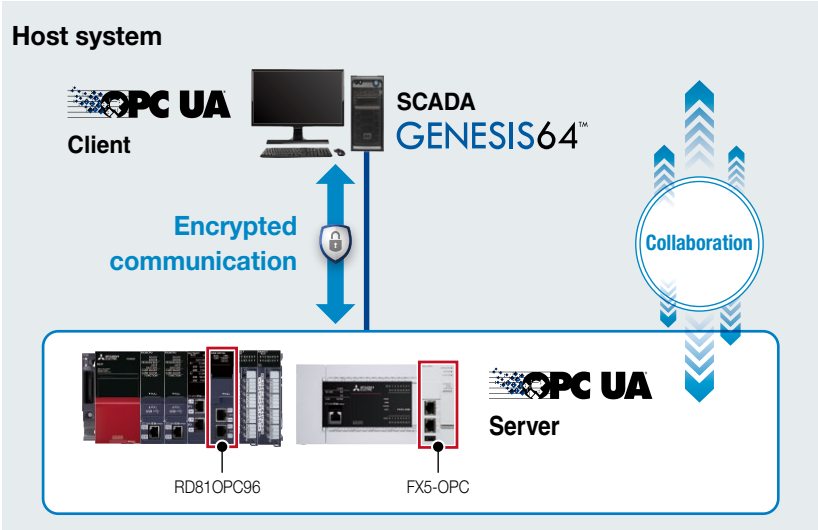 Host system
OPC UA
Client
SCADA
GENESIS64™
Encrypted
communication
Collaboration
OPC UA
Server
RD81OPC96
FX5-OPC